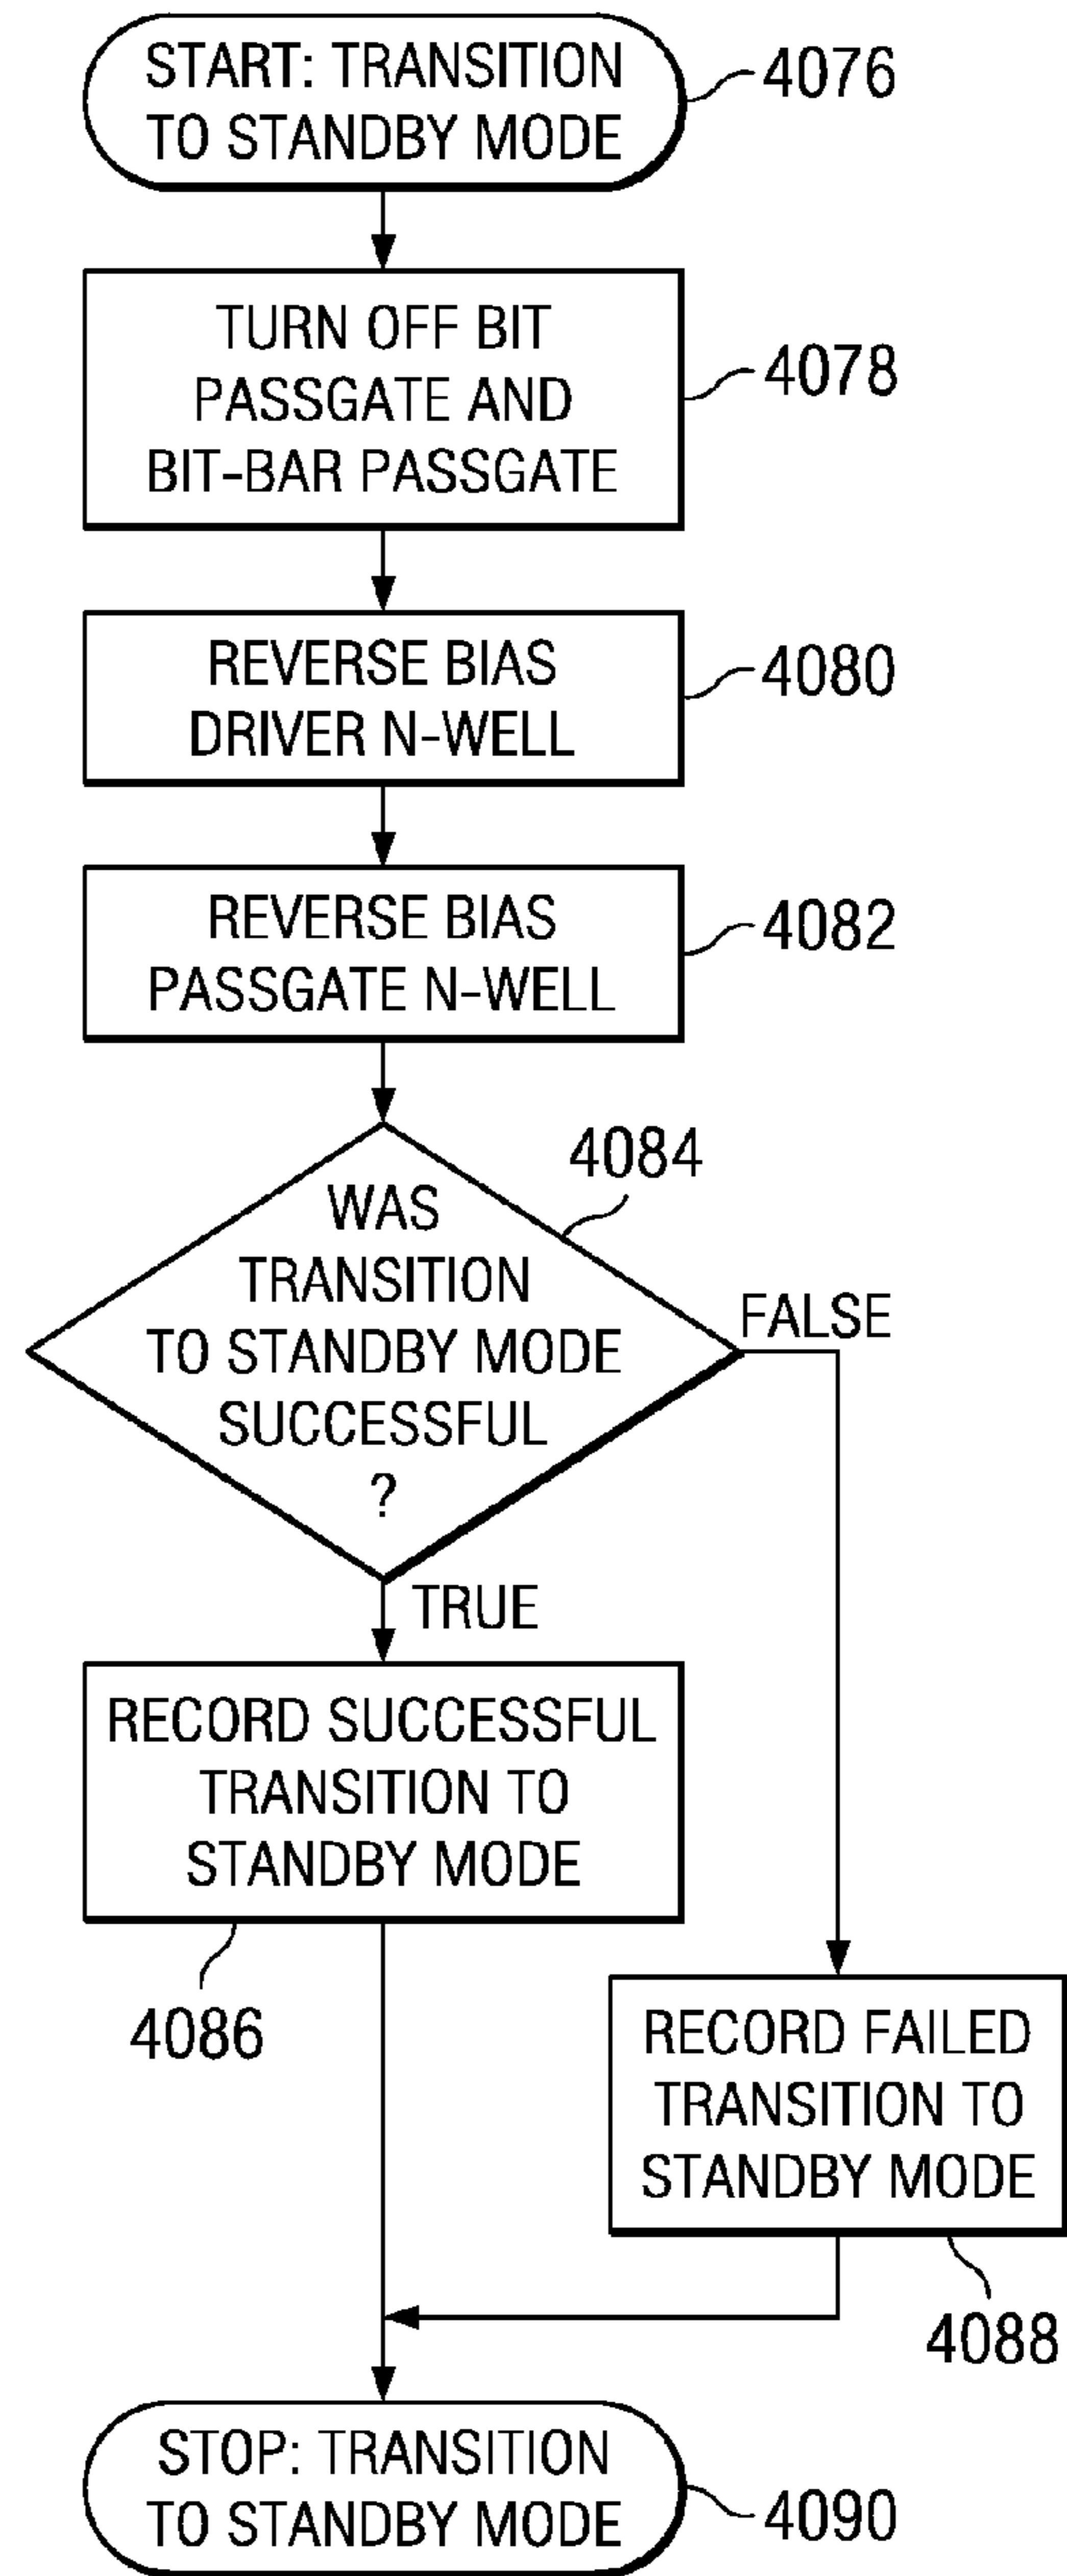 START: TRANSITION
TO STANDBY MODE
4076
TURN OFF BIT
PASSGATE AND
BIT-BAR PASSGATE
4078
REVERSE BIAS
DRIVER N-WELL
4080
REVERSE BIAS
PASSGATE N-WELL
4082
4084
WAS
TRANSITION
TO STANDBY MODE
SUCCESSFUL
?
FALSE
TRUE
RECORD SUCCESSFUL
TRANSITION TO
STANDBY MODE
4086
RECORD FAILED
TRANSITION TO
STANDBY MODE
4088
STOP: TRANSITION
TO STANDBY MODE
4090